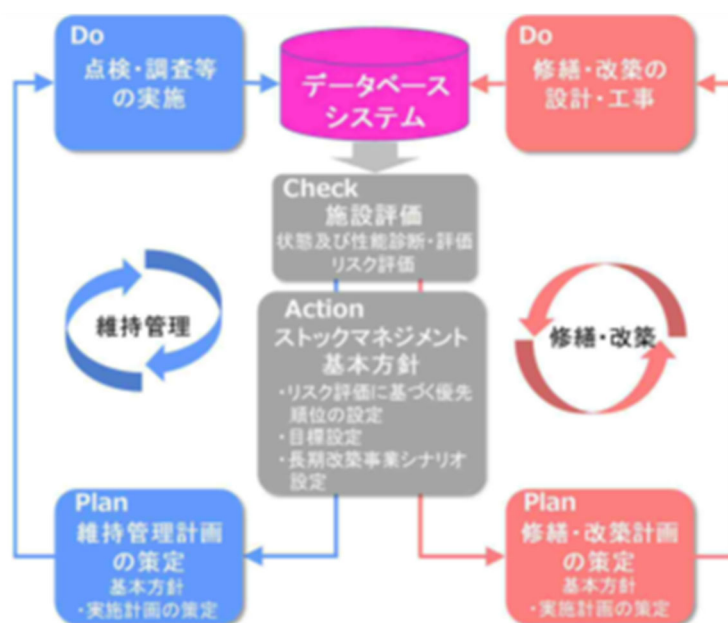 Do
点検・調査等
の実施
データベース
システム
Do
修繕・改築の
設計・工事
Check
施設評価
状態及び性能診断・評価
リスク評価
維持管理
Action
ストックマネジメント
基本方針
・リスク評価に基づく優先
順位の設定
・目標設定
・長期改築事業シナリオ
設定
修繕・改築
Plan
維持管理計画
の策定
基本方針
・実施計画の策定
Plan
修繕・改築計画
の策定
基本方針
・実施計画の策定